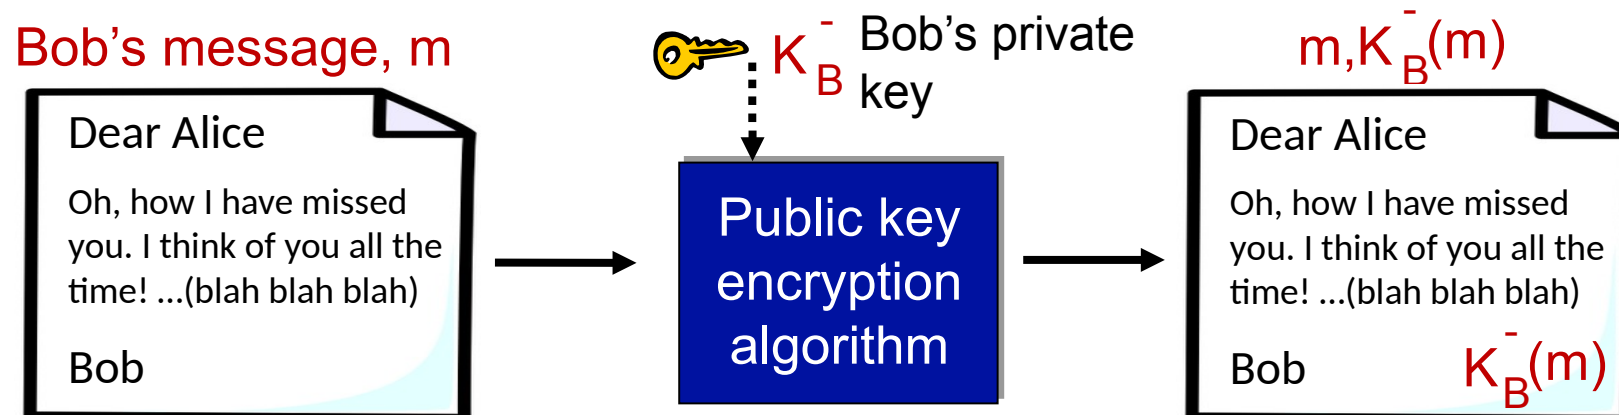 Bob’s message, m
Dear Alice
Oh, how I have missed
you. I think of you all the
time! ...(blah blah blah)
Bob
K B - Bob’s private
key
Public key
encryption
algorithm
m,K B - (m)
Dear Alice
Oh, how I have missed
you. I think of you all the
time! ...(blah blah blah)
Bob K B - (m)